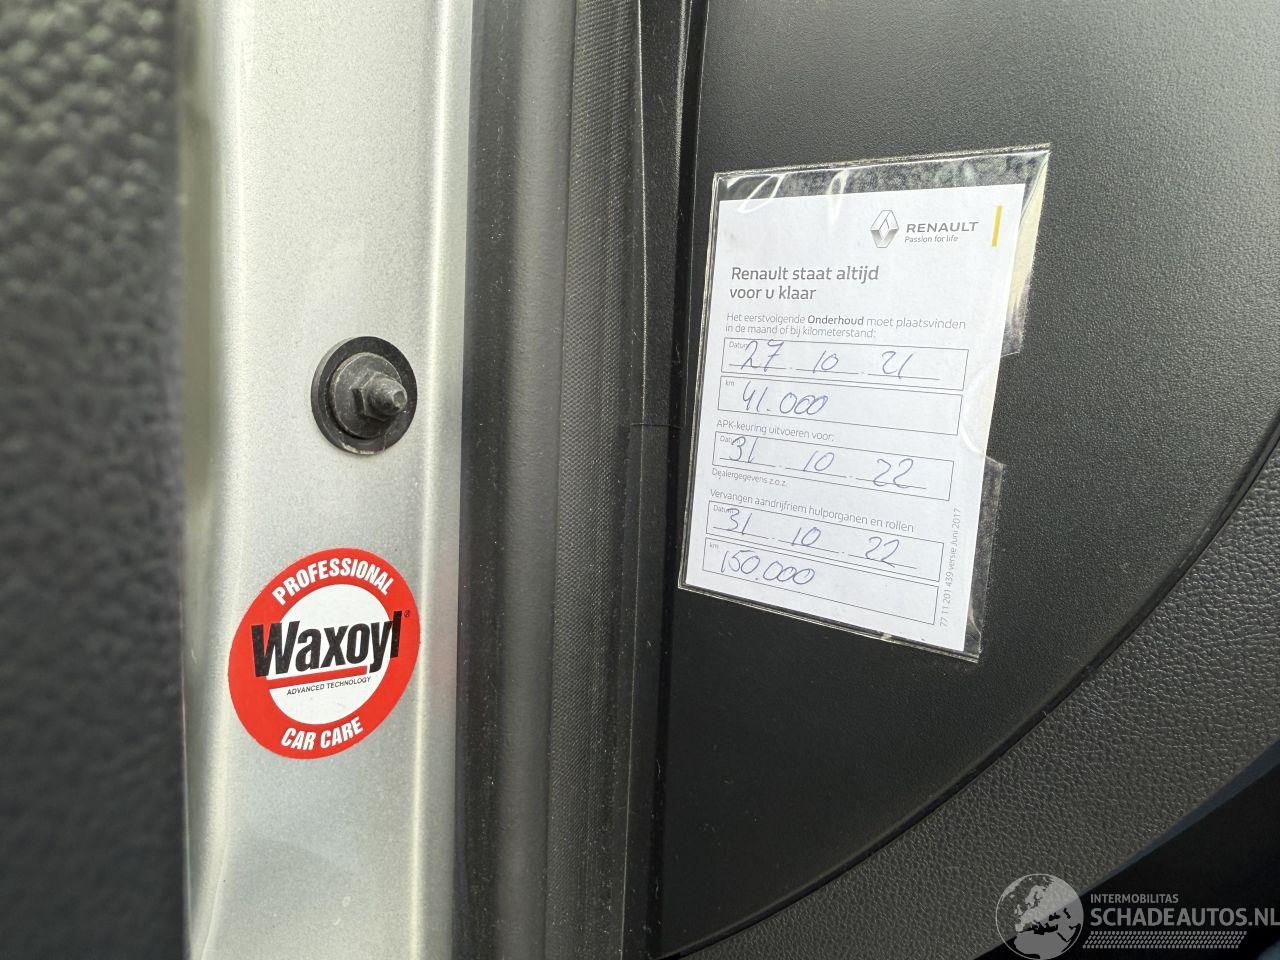 RENAULT
Passion for life
Renault staat altijd
voor u klaar
Het eerstvolgende Onderhoud moet plaatsvinden
in de maand of bij kilometerstand:
Datum 27 10 21
km 41.000
APK-keuring uitvoeren voor:
Datum 31 10 22
Dealergegevens z.o.z.
Vervangen aandrijfriem hulporganen en rollen
Datum 31 10 22
km 150.000
77 11 201 439 versie Juni 2017
PROFESSIONAL
Waxoyl®
ADVANCED TECHNOLOGY
CAR CARE
INTERMOBILITAS
SCHADEAUTOS.NL